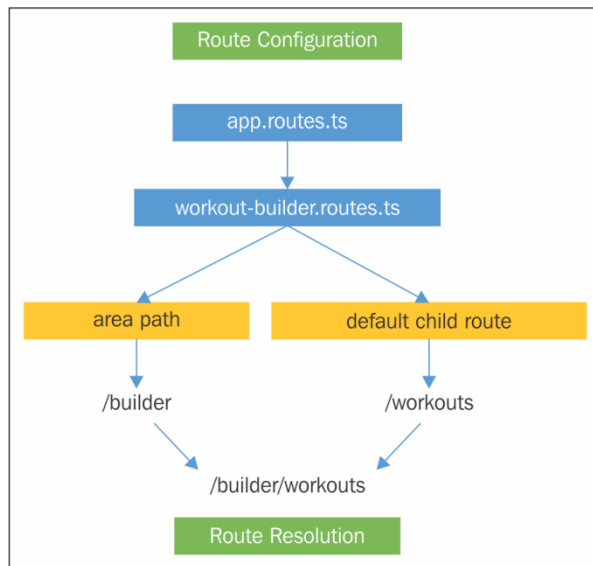 Route Configuration
app.routes.ts
workout-builder.routes.ts
area path
default child route
/builder
/workouts
/builder/workouts
Route Resolution